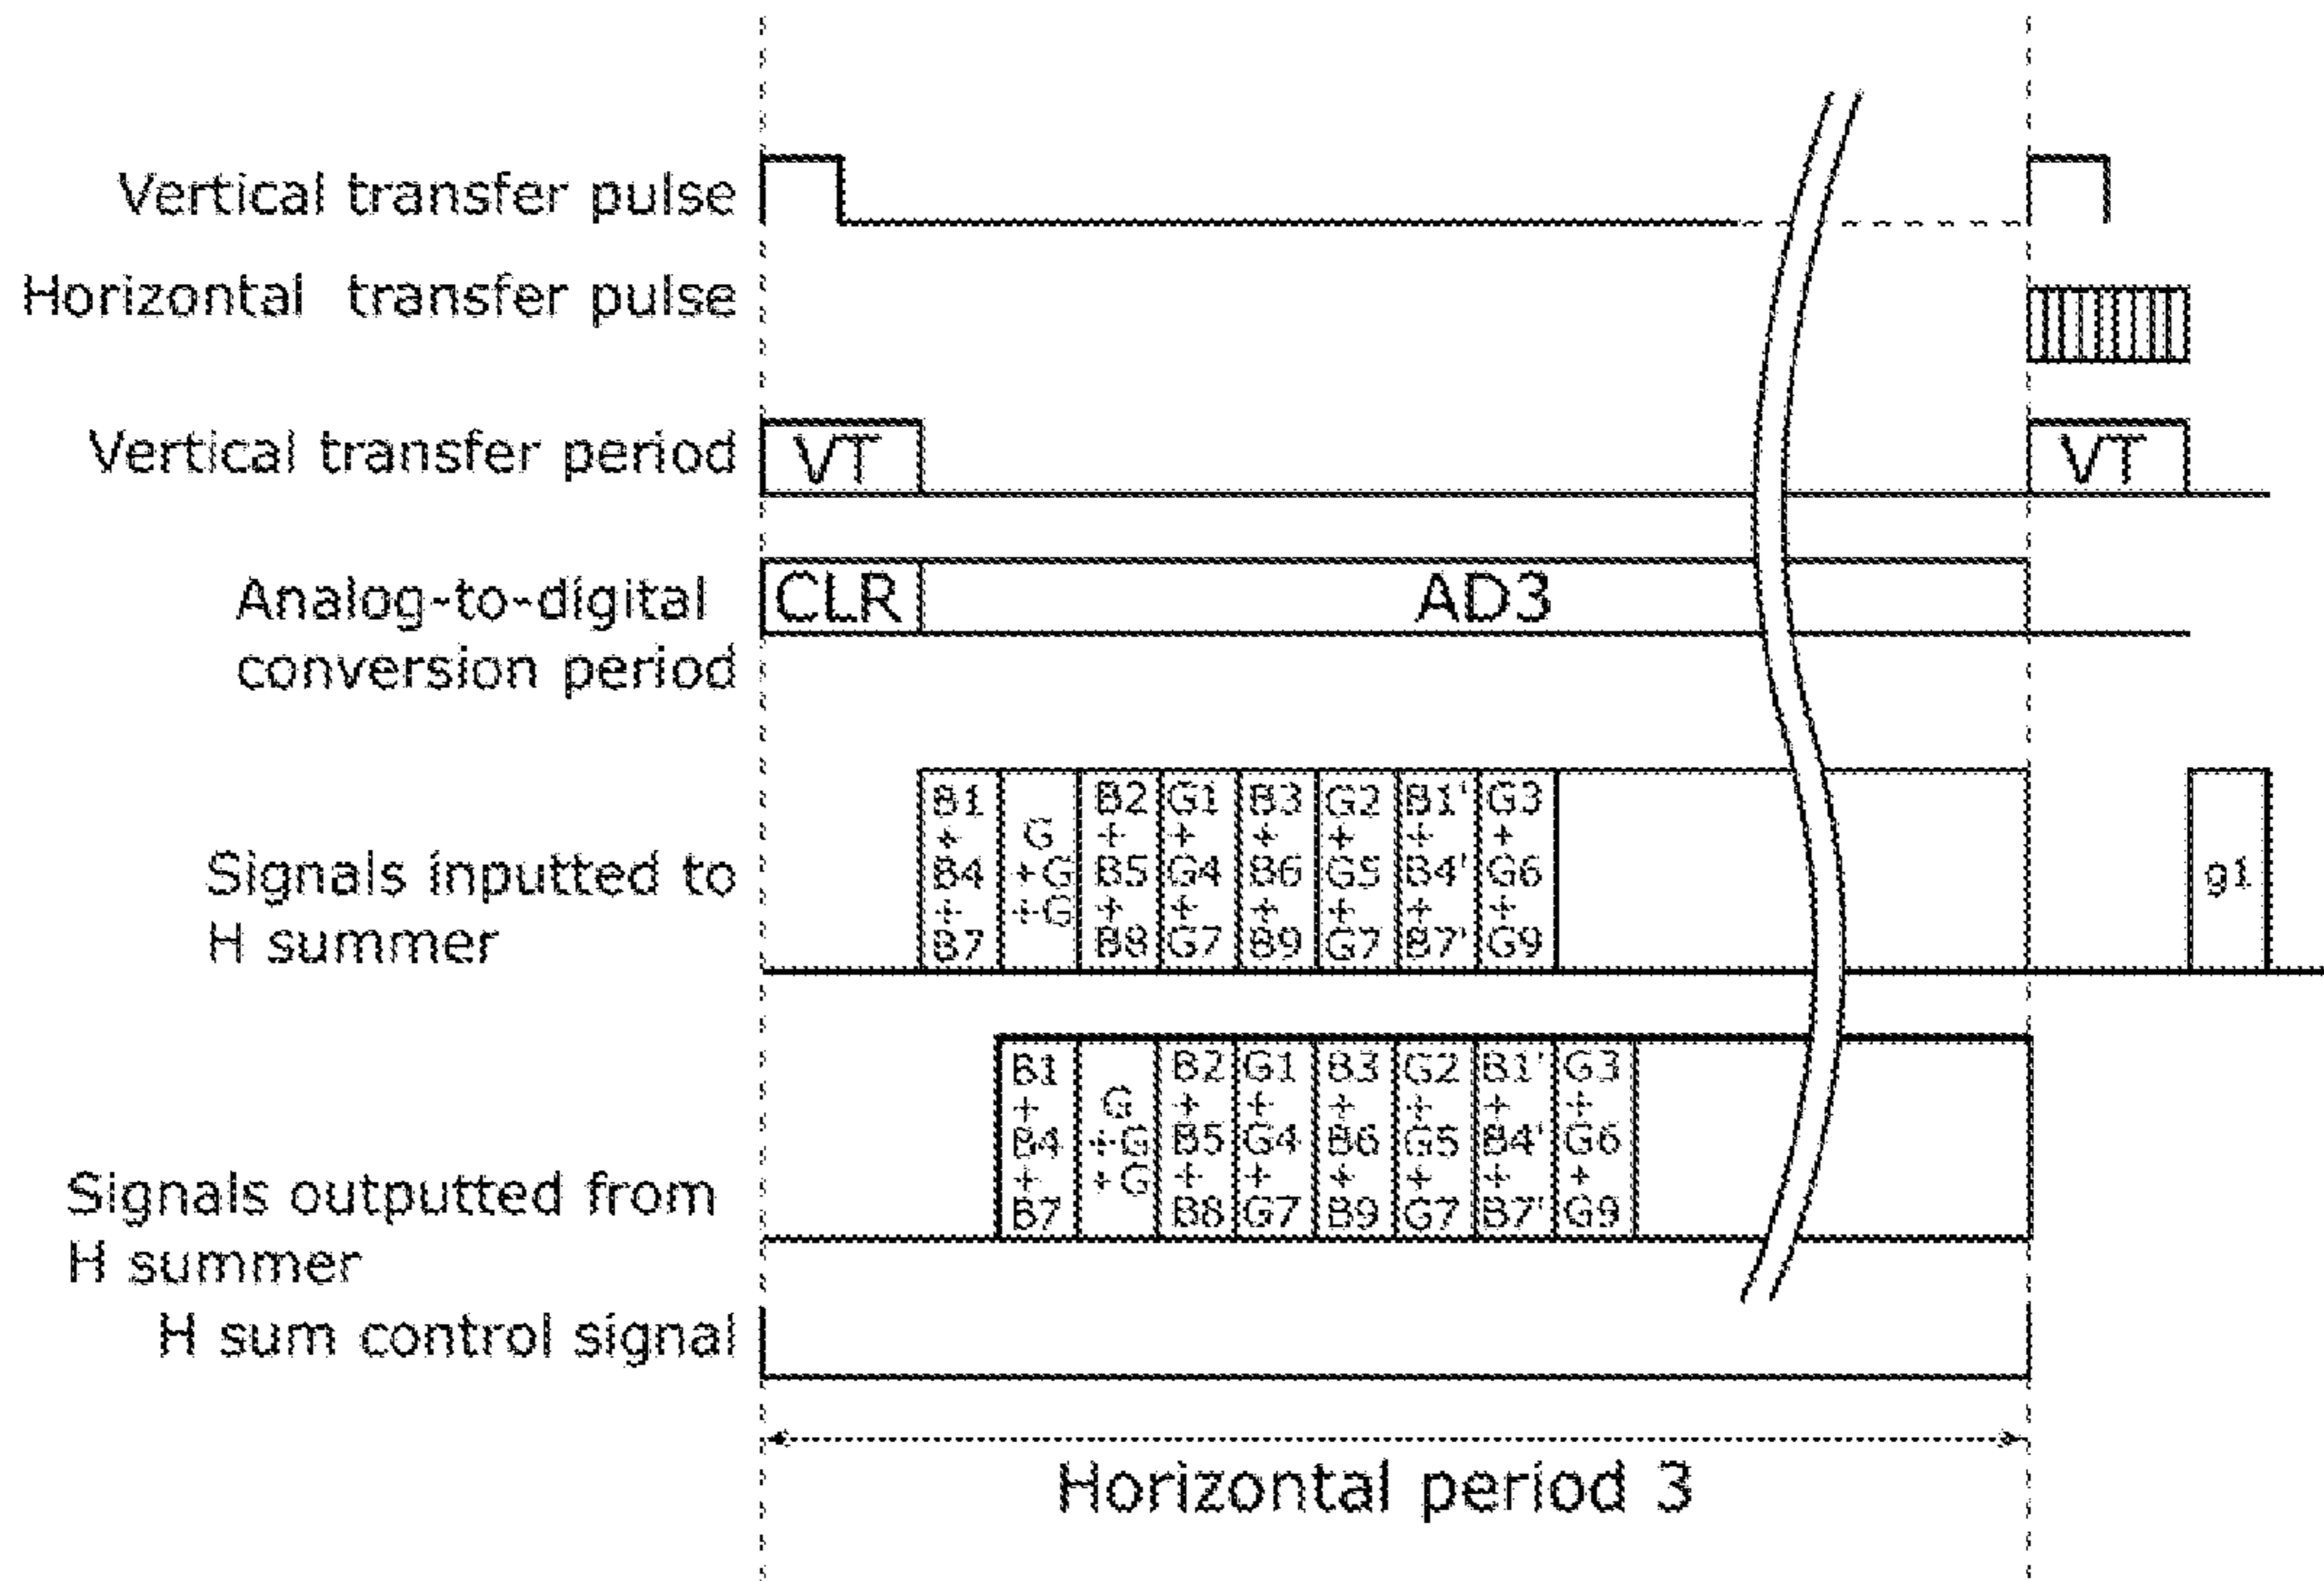 Vertical transfer pulse
Horizontal transfer pulse
Vertical transfer period
VT
VT
Analog-to-digital
conversion period
CLR
AD3
Signals inputted to
H summer
B1
+
B4
+
B7
G
+G
+G
B2
+
B5
+
B8
G1
+
G4
+
G7
B3
+
B6
+
B9
G2
+
G5
+
G7
B1'
+
B4'
+
B7'
G3
+
G6
+
G9
g1
Signals outputted from
H summer
B1
+
B4
+
B7
G
+G
+G
B2
+
B5
+
B8
G1
+
G4
+
G7
B3
+
B6
+
B9
G2
+
G5
+
G7
B1'
+
B4'
+
B7'
G3
+
G6
+
G9
H sum control signal
Horizontal period 3